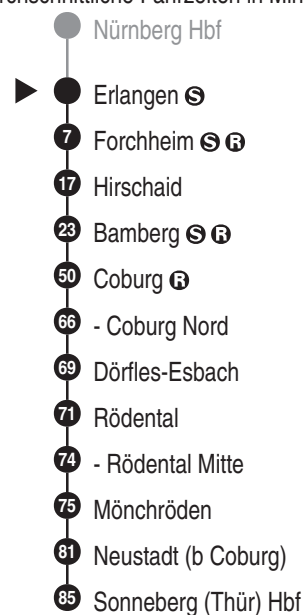 Nürnberg Hbf
Erlangen S
7 Forchheim S R
17 Hirschaid
23 Bamberg S R
50 Coburg R
66 - Coburg Nord
69 Dörfles-Esbach
71 Rödental
74 - Rödental Mitte
75 Mönchröden
81 Neustadt (b Coburg)
85 Sonneberg (Thür) Hbf